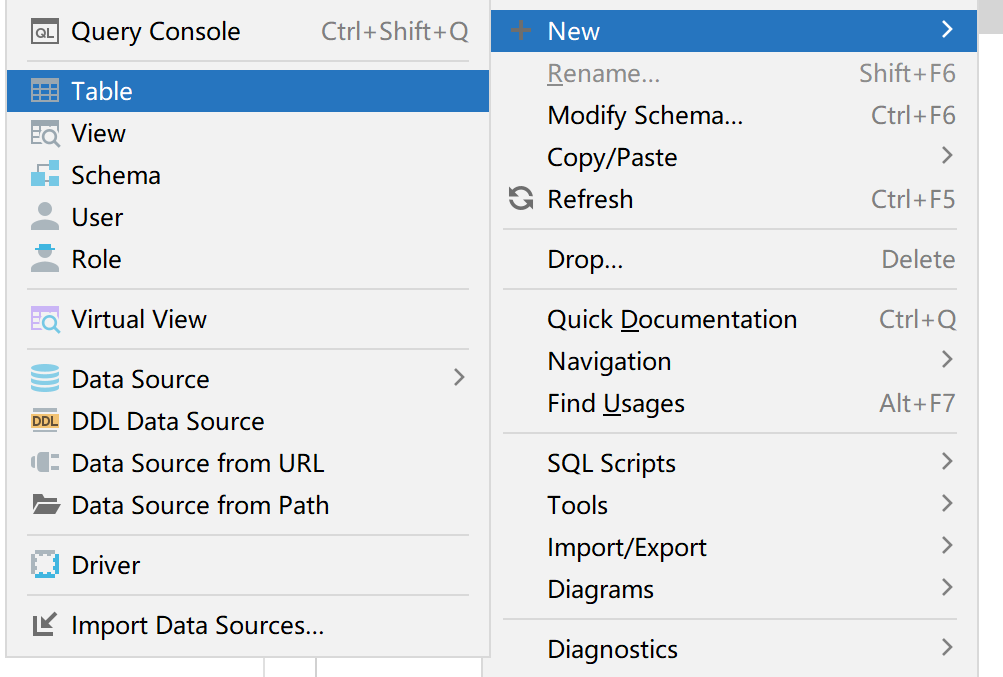 QL Query Console Ctrl+Shift+Q
Table
View
Schema
User
Role
Virtual View
Data Source
DDL DDL Data Source
Data Source from URL
Data Source from Path
Driver
Import Data Sources...
New
Rename... Shift+F6
Modify Schema... Ctrl+F6
Copy/Paste
Refresh Ctrl+F5
Drop... Delete
Quick Documentation Ctrl+Q
Navigation
Find Usages Alt+F7
SQL Scripts
Tools
Import/Export
Diagrams
Diagnostics